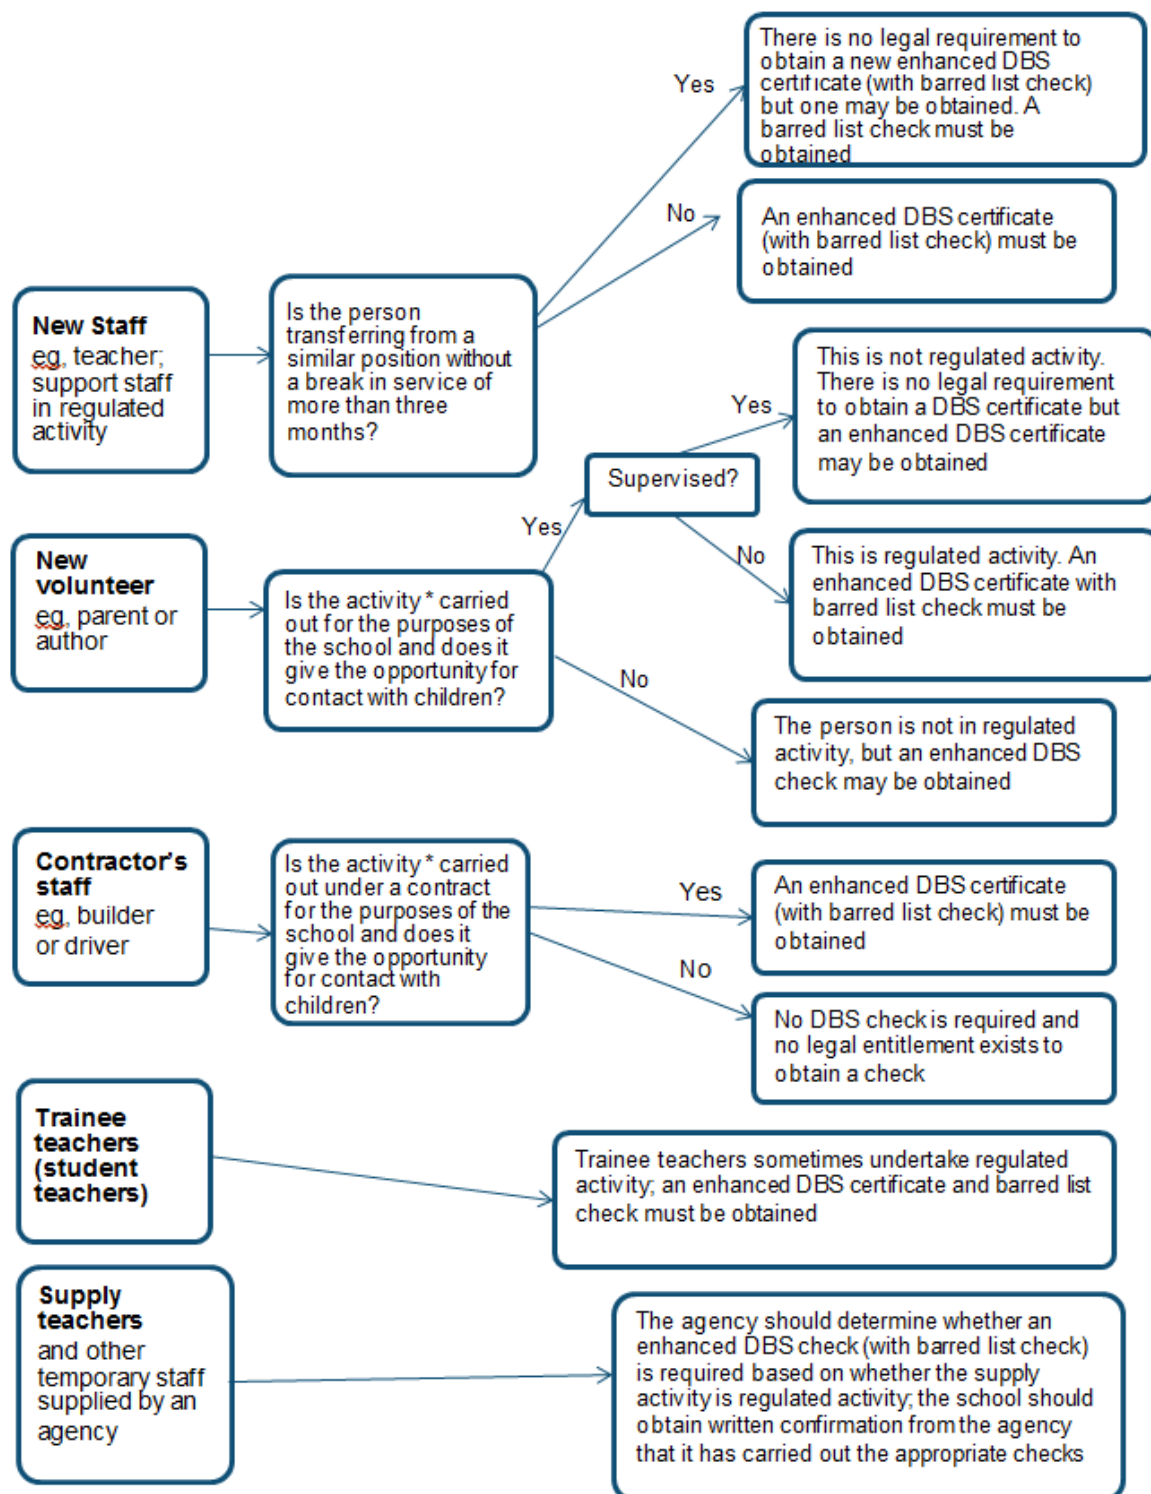 There is no legal requirement to
obtain a new enhanced DBS
certificate (with barred list check)
but one may be obtained. A
barred list check must be
obtained
Yes
No
An enhanced DBS certificate
(with barred list check) must be
obtained
New Staff
eg, teacher;
support staff
in regulated
activity
Is the person
transferring from a
similar position without
a break in service of
more than three
months?
This is not regulated activity.
There is no legal requirement
to obtain a DBS certificate but
an enhanced DBS certificate
may be obtained
Yes
Supervised?
Yes
No
This is regulated activity. An
enhanced DBS certificate with
barred list check must be
obtained
New
volunteer
eg, parent or
author
Is the activity * carried
out for the purposes of
the school and does it
give the opportunity for
contact with children?
No
The person is not in regulated
activity, but an enhanced DBS
check may be obtained
Contractor's
staff
eg, builder
or driver
Is the activity * carried
out under a contract
for the purposes of the
school and does it
give the opportunity
for contact with
children?
Yes
An enhanced DBS certificate
(with barred list check) must be
obtained
No
No DBS check is required and
no legal entitlement exists to
obtain a check
Trainee
teachers
(student
teachers)
Trainee teachers sometimes undertake regulated
activity; an enhanced DBS certificate and barred list
check must be obtained
Supply
teachers
and other
temporary staff
supplied by an
agency
The agency should determine whether an
enhanced DBS check (with barred list check)
is required based on whether the supply
activity is regulated activity; the school should
obtain written confirmation from the agency
that it has carried out the appropriate checks